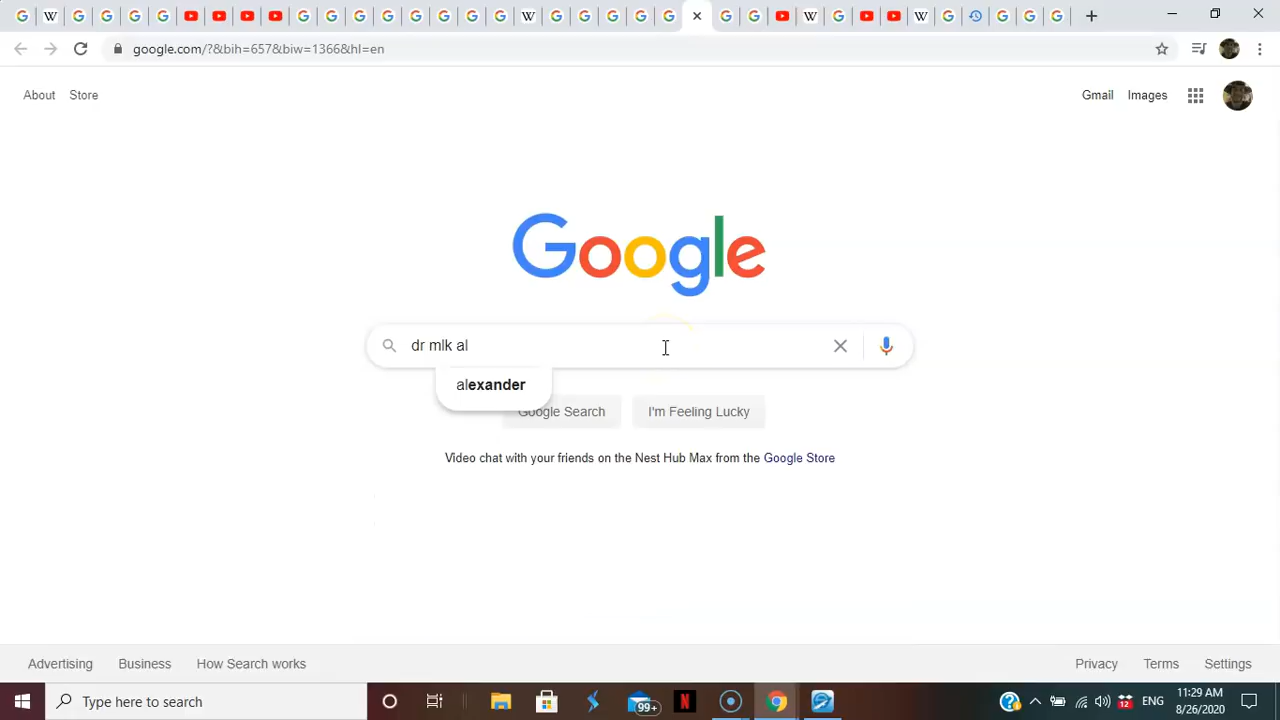 google.com/?&bih=657&biw=1366&hl=en
About Store
Gmail Images
Google
dr mlk al
alexander
Google Search I'm Feeling Lucky
Video chat with your friends on the Nest Hub Max from the Google Store
Advertising Business How Search works
Privacy Terms Settings
Type here to search
99+
N
12
ENG
11:29 AM
8/26/2020